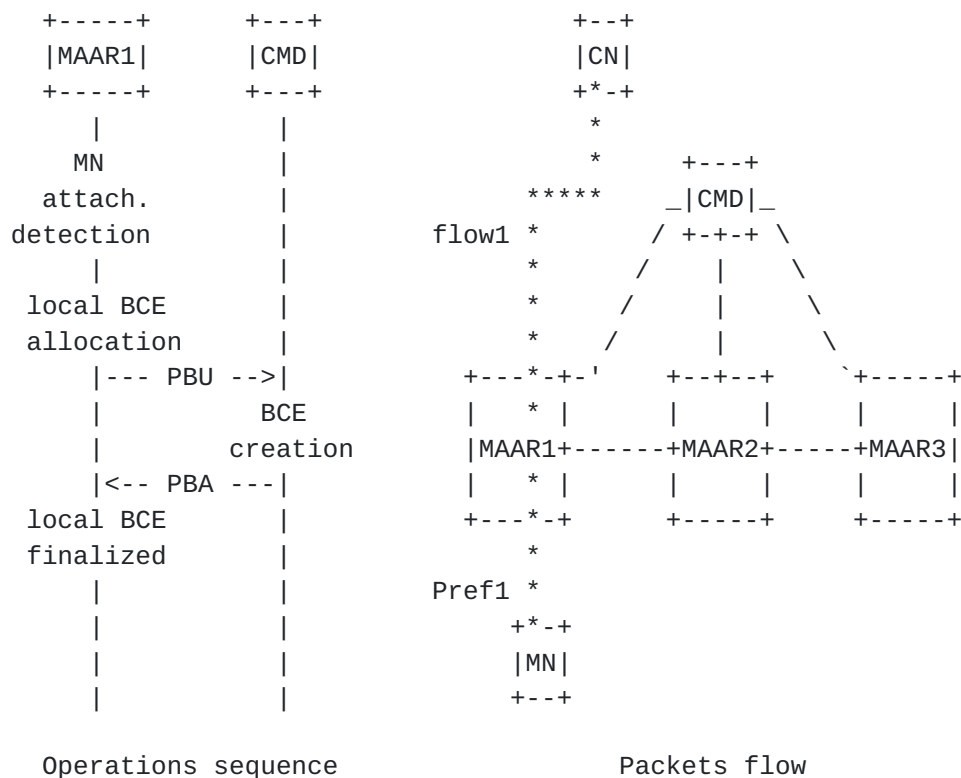 +-----+      +---+                +--+
|MAAR1|      |CMD|                |CN|
+-----+      +---+                +*-+
   |           |                   *
  MN           |                   *     +---+
attach.        |               *****    _|CMD|_
detection         |         flow1 *       / +-+-+ \
   |           |               *      /    |    \
local BCE       |               *     /     |     \
allocation      |               *    /      |      \
   |--- PBU -->|           +---*-+-'    +--+--+     `+-----+
   |          BCE          |   * |      |     |      |     |
   |        creation       |MAAR1+------+MAAR2+-----+MAAR3|
   |<-- PBA ---|           |   * |      |     |      |     |
local BCE       |           +---*-+      +-----+     +-----+
finalized       |               *
   |           |         Pref1 *
   |           |              +*-+
   |           |              |MN|
   |           |              +--+
Operations sequence                  Packets flow